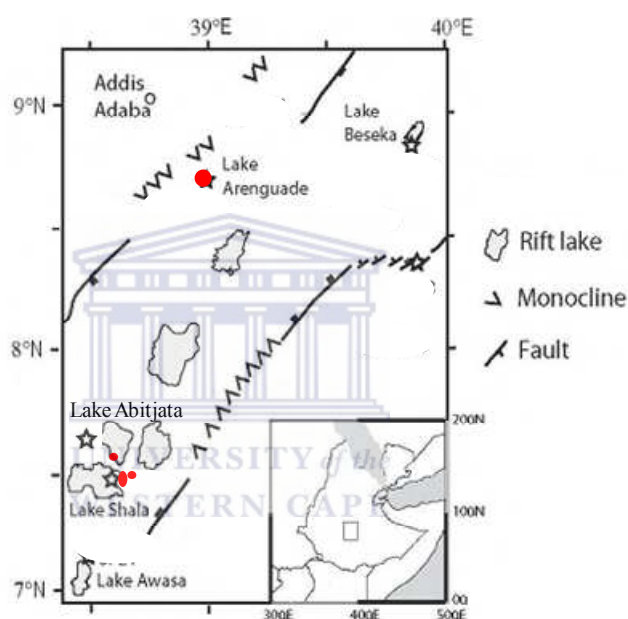 39°E
40°E
Addis
Adaba
9°N
Lake
Beseka
Lake
Arenguade
Rift lake
Monocline
8°N
Fault
Lake Abitjata
200N
UNIVERSITY of the
WESTERN CAPE
Lake Shala
100N
7°N
Lake Awasa
00
300E
400E
500E